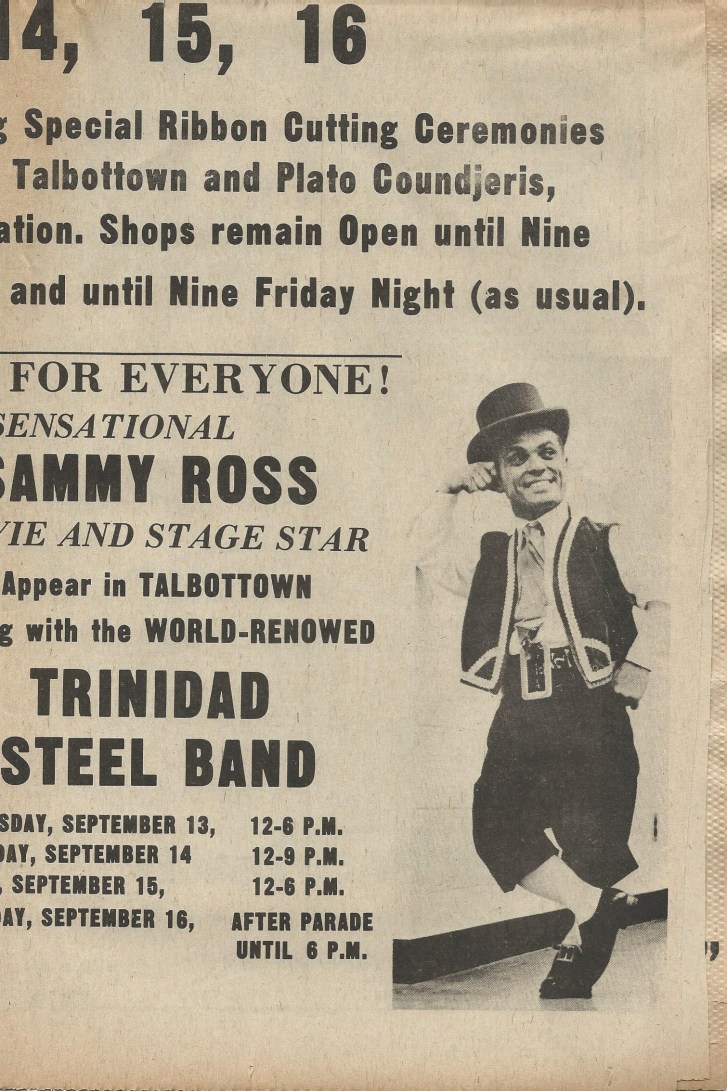 14, 15, 16
g Special Ribbon Cutting Ceremonies
Talbottown and Plato Coundjeris,
ation. Shops remain Open until Nine
and until Nine Friday Night (as usual).
FOR EVERYONE!
SENSATIONAL
SAMMY ROSS
VIE AND STAGE STAR
Appear in TALBOTTOWN
g with the WORLD-RENOWED
TRINIDAD
STEEL BAND
SDAY, SEPTEMBER 13, 12-6 P.M.
DAY, SEPTEMBER 14 12-9 P.M.
, SEPTEMBER 15, 12-6 P.M.
DAY, SEPTEMBER 16, AFTER PARADE
UNTIL 6 P.M.